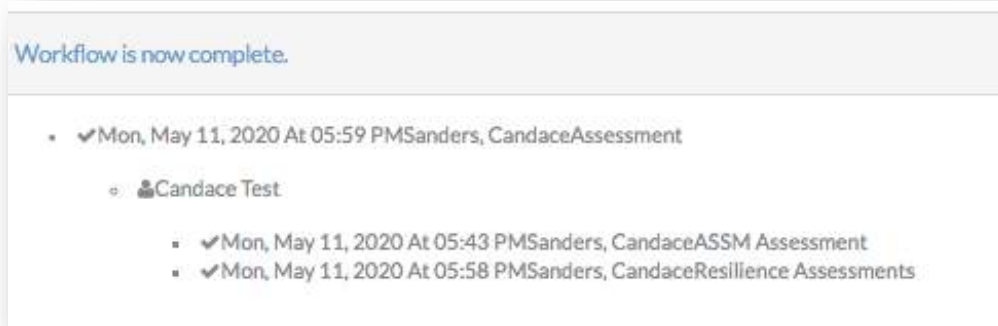 Workflow is now complete.
Mon, May 11, 2020 At 05:59 PMSanders, CandaceAssessment
Candace Test
Mon, May 11, 2020 At 05:43 PMSanders, CandaceASSM Assessment
Mon, May 11, 2020 At 05:58 PMSanders, CandaceResilience Assessments